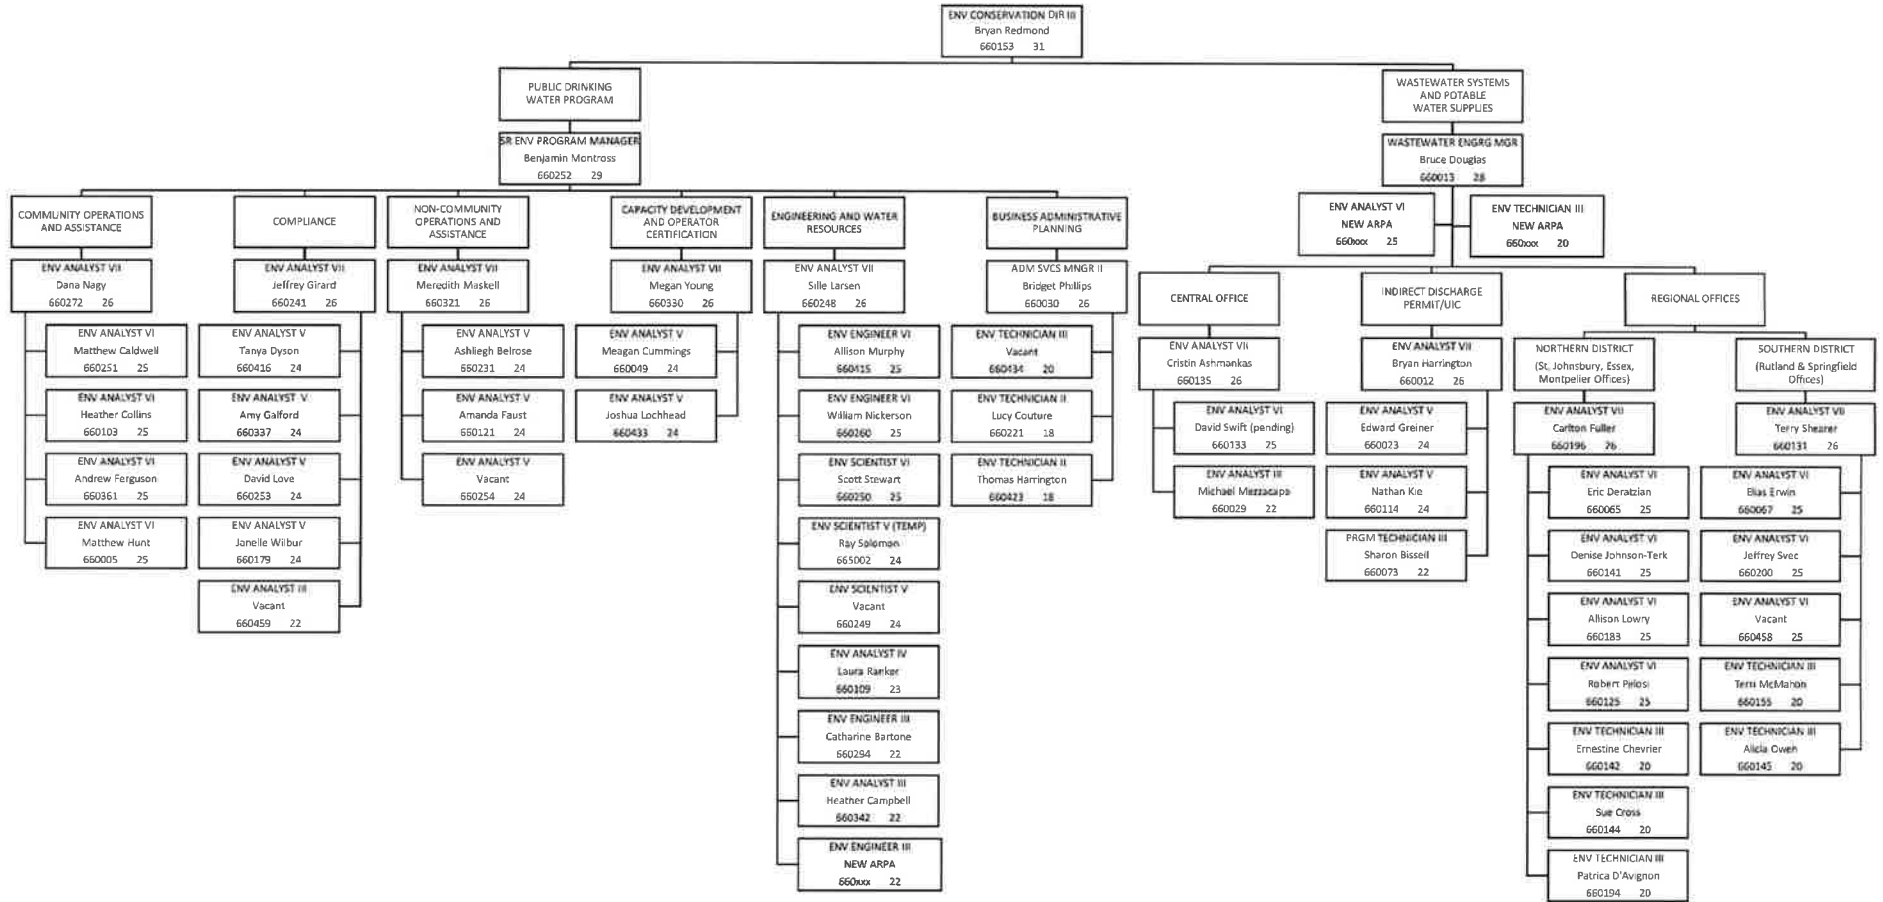 ENV CONSERVATION DIR III
Bryan Redmond
660153 31
PUBLIC DRINKING
WATER PROGRAM
SR ENV PROGRAM MANAGER
Benjamin Montross
660252 29
COMMUNITY OPERATIONS
AND ASSISTANCE
ENV ANALYST VII
Dana Nagy
660272 26
ENV ANALYST VI
Matthew Caldwell
660251 25
ENV ANALYST VI
Heather Collins
660103 25
ENV ANALYST VI
Andrew Ferguson
660361 25
ENV ANALYST VI
Matthew Hunt
660005 25
COMPLIANCE
ENV ANALYST VII
Jeffrey Girard
660241 26
ENV ANALYST V
Tanya Dyson
660416 24
ENV ANALYST V
Amy Galford
660337 24
ENV ANALYST V
David Love
660253 24
ENV ANALYST V
Janelle Wilbur
660179 24
ENV ANALYST III
Vacant
660459 22
NON-COMMUNITY
OPERATIONS AND
ASSISTANCE
ENV ANALYST VII
Meredith Maskell
660321 26
ENV ANALYST V
Ashliegh Belrose
660231 24
ENV ANALYST V
Amanda Faust
660121 24
ENV ANALYST V
Vacant
660254 24
CAPACITY DEVELOPMENT
AND OPERATOR
CERTIFICATION
ENV ANALYST VII
Megan Young
660330 26
ENV ANALYST V
Meagan Cummings
660049 24
ENV ANALYST V
Joshua Lochhead
660433 24
ENGINEERING AND WATER
RESOURCES
ENV ANALYST VII
Sille Larsen
660248 26
ENV ENGINEER VI
Allison Murphy
660415 25
ENV ENGINEER VI
William Nickerson
660260 25
ENV SCIENTIST VI
Scott Stewart
660250 25
ENV SCIENTIST V (TEMP)
Ray Solomon
665002 24
ENV SCIENTIST V
Vacant
660249 24
ENV ANALYST IV
Laura Ranker
660109 23
ENV ENGINEER III
Catharine Bartone
660294 22
ENV ANALYST III
Heather Campbell
660342 22
ENV ENGINEER III
NEW ARPA
660xxx 22
BUSINESS ADMINISTRATIVE
PLANNING
ADM SVCS MNGR II
Bridget Phillips
660030 26
ENV TECHNICIAN III
Vacant
660434 20
ENV TECHNICIAN II
Lucy Couture
660221 18
ENV TECHNICIAN II
Thomas Harrington
660423 18
WASTEWATER SYSTEMS
AND POTABLE
WATER SUPPLIES
WASTEWATER ENGRG MGR
Bruce Douglas
660013 28
ENV ANALYST VI
NEW ARPA
660xxx 25
ENV TECHNICIAN III
NEW ARPA
660xxx 20
CENTRAL OFFICE
ENV ANALYST VII
Cristin Ashmankas
660135 26
ENV ANALYST VI
David Swift (pending)
660133 25
ENV ANALYST III
Michael Mezzacapo
660029 22
INDIRECT DISCHARGE
PERMIT/UIC
ENV ANALYST VII
Bryan Harrington
660012 26
ENV ANALYST V
Edward Greiner
660023 24
ENV ANALYST V
Nathan Kie
660114 24
PRGM TECHNICIAN III
Sharon Bissell
660073 22
REGIONAL OFFICES
NORTHERN DISTRICT
(St. Johnsbury, Essex,
Montpelier Offices)
ENV ANALYST VII
Carlton Fuller
660196 26
ENV ANALYST VI
Eric Deratzian
660065 25
ENV ANALYST VI
Denise Johnson-Terk
660141 25
ENV ANALYST VI
Allison Lowry
660183 25
ENV ANALYST VI
Robert Pelosi
660125 25
ENV TECHNICIAN III
Ernestine Chevrier
660142 20
ENV TECHNICIAN III
Sue Cross
660144 20
ENV TECHNICIAN III
Patrica D'Avignon
660194 20
SOUTHERN DISTRICT
(Rutland & Springfield
Offices)
ENV ANALYST VII
Terry Shearer
660131 26
ENV ANALYST VI
Elias Erwin
660067 25
ENV ANALYST VI
Jeffrey Svec
660200 25
ENV ANALYST VI
Vacant
660458 25
ENV TECHNICIAN III
Terri McMahon
660155 20
ENV TECHNICIAN III
Alicia Owen
660145 20